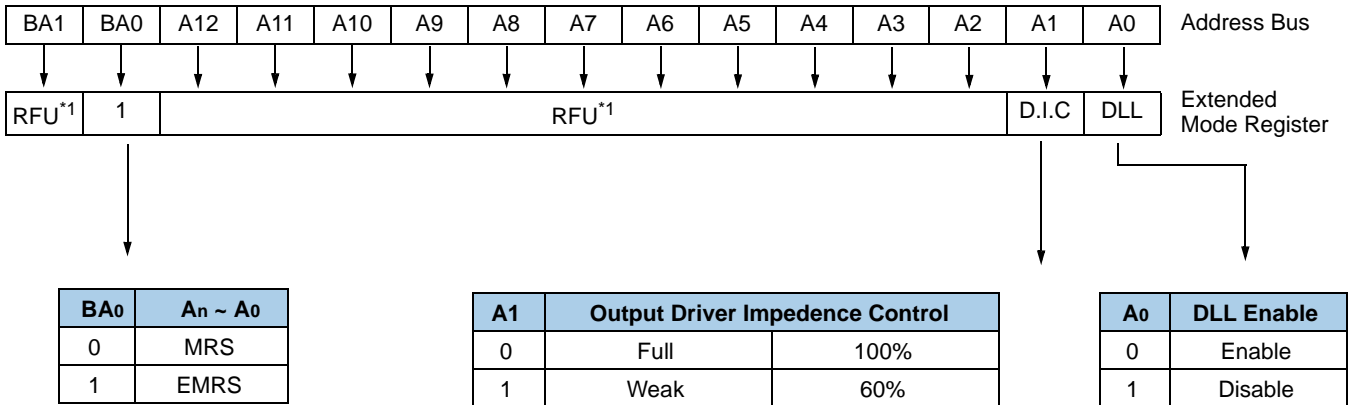 BA1 BA0 A12 A11 A10 A9 A8 A7 A6 A5 A4 A3 A2 A1 A0 Address Bus
RFU*1 1 RFU*1 D.I.C DLL Extended
Mode Register
BA0 An ~ A0
0 MRS
1 EMRS
A1 Output Driver Impedence Control
0 Full 100%
1 Weak 60%
A0 DLL Enable
0 Enable
1 Disable